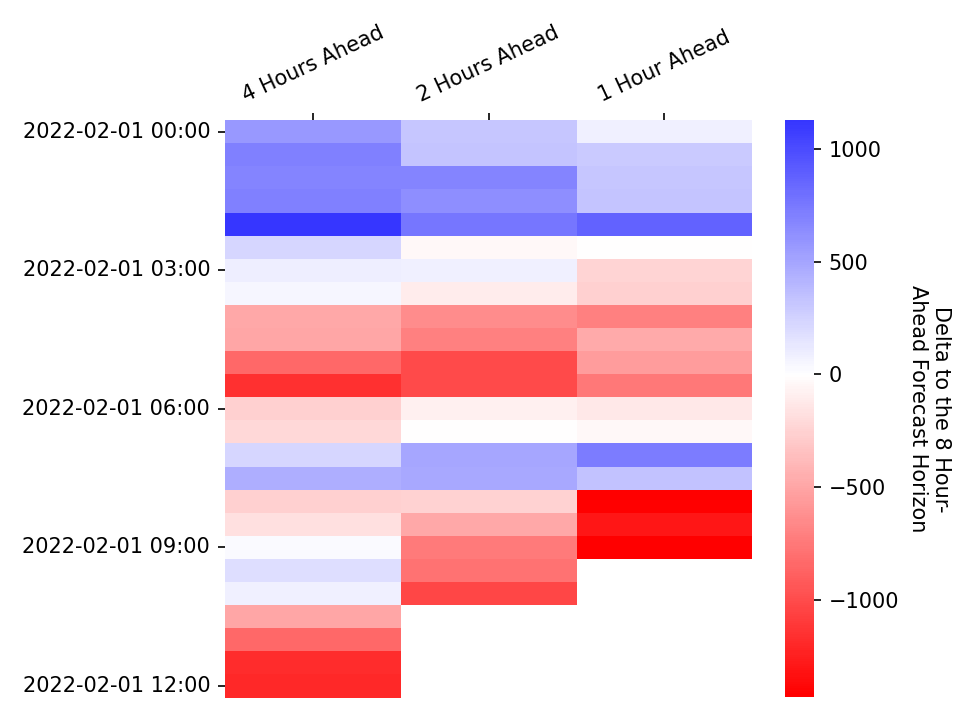 4 Hours Ahead
2 Hours Ahead
1 Hour Ahead
2022-02-01 00:00
2022-02-01 03:00
2022-02-01 06:00
2022-02-01 09:00
2022-02-01 12:00
1000
500
0
−500
−1000
Delta to the 8 Hour-
Ahead Forecast Horizon